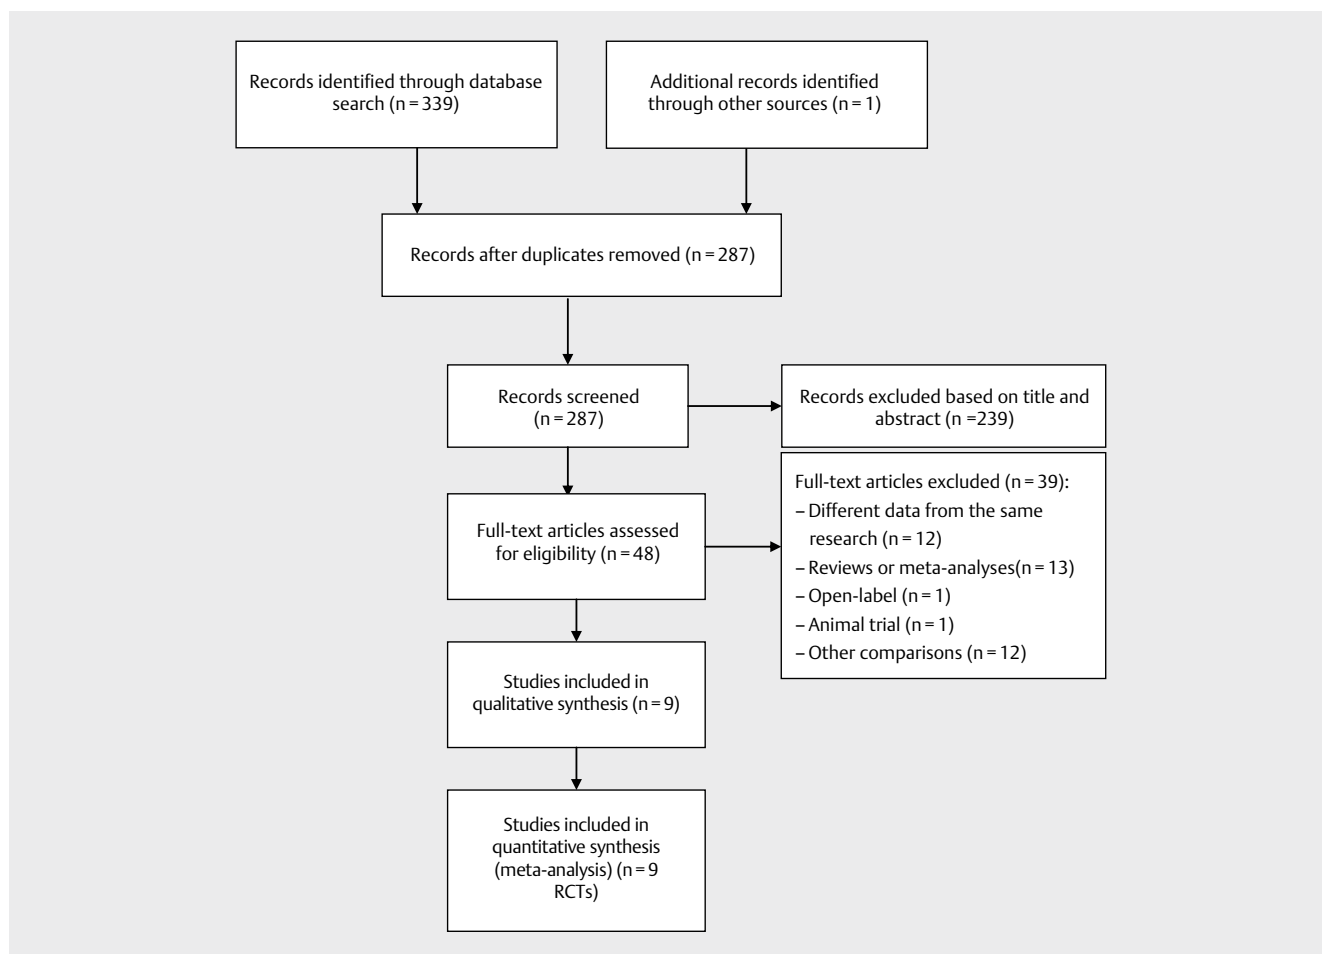 Records identified through database
search (n = 339)
Additional records identified
through other sources (n = 1)
Records after duplicates removed (n = 287)
Records screened
(n = 287)
Records excluded based on title and
abstract (n =239)
Full-text articles assessed
for eligibility (n = 48)
Full-text articles excluded (n = 39):
– Different data from the same
research (n = 12)
– Reviews or meta-analyses(n = 13)
– Open-label (n = 1)
– Animal trial (n = 1)
– Other comparisons (n = 12)
Studies included in
qualitative synthesis (n = 9)
Studies included in
quantitative synthesis
(meta-analysis) (n = 9
RCTs)